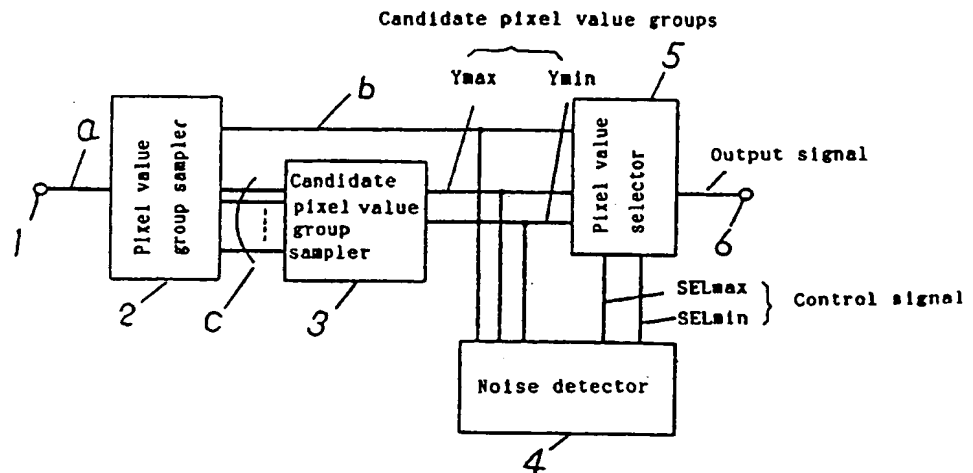 Candidate pixel value groups
Ymax
Ymin
5
b
a
Pixel value
group sampler
Candidate
pixel value
group
sampler
Pixel value
selector
Output signal
1
2
C
3
6
SELmax
SELmin
Control signal
Noise detector
4